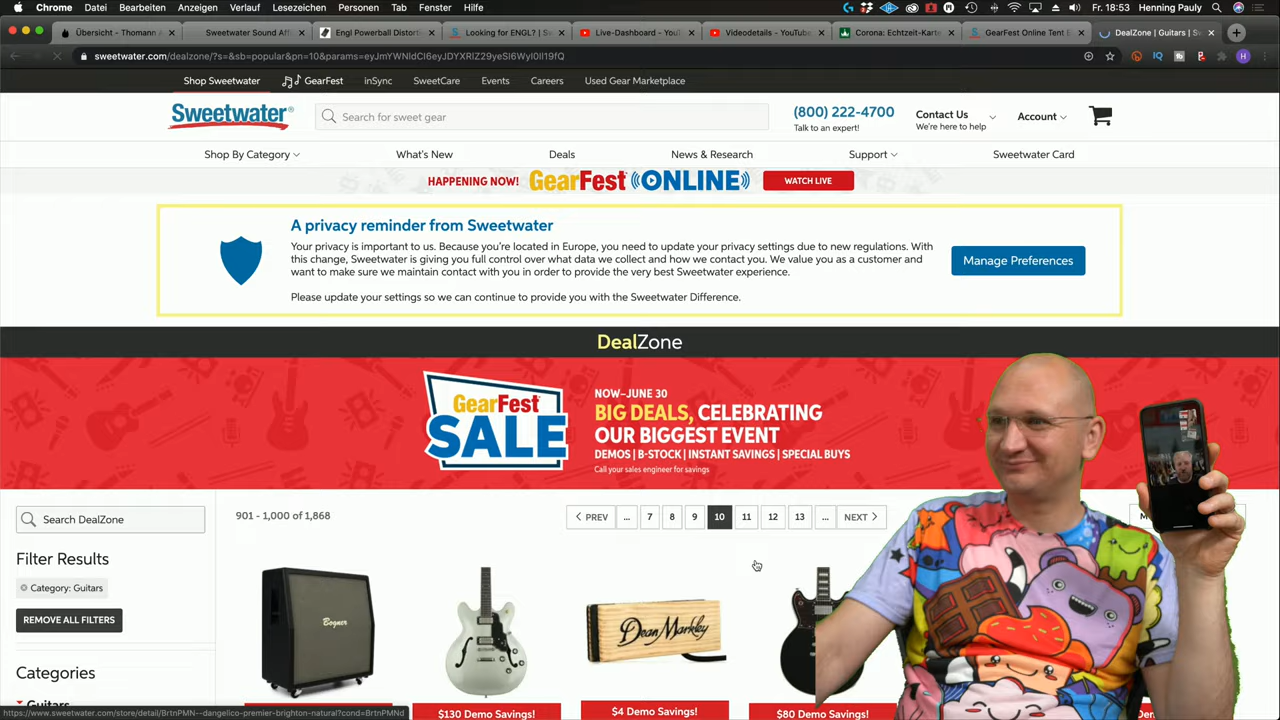 Chrome Datei Bearbeiten Anzeigen Verlauf Lesezeichen Personen Tab Fenster Hilfe Fr. 18:53 Henning Pauly
Übersicht - Thomann A Sweetwater Sound Aff Engl Powerball Distort Looking for ENGL? | Sw Live-Dashboard - YouT Videodetails - YouTube Corona: Echtzeit-Karte GearFest Online Tent E DealZone | Guitars | Sw
sweetwater.com/dealzone/?s=&sb=popular&pn=10&params=eyJmYWNldCI6eyJDYXRlZ29yeSI6WyI0Il19fQ
Shop Sweetwater GearFest inSync SweetCare Events Careers Used Gear Marketplace
Sweetwater
Search for sweet gear
(800) 222-4700
Talk to an expert!
Contact Us
We're here to help
Account
Shop By Category What's New Deals News & Research Support Sweetwater Card
HAPPENING NOW! GearFest ONLINE WATCH LIVE
A privacy reminder from Sweetwater
Your privacy is important to us. Because you're located in Europe, you need to update your privacy settings due to new regulations. With
this change, Sweetwater is giving you full control over what data we collect and how we contact you. We value you as a customer and
want to make sure we maintain contact with you in order to provide the very best Sweetwater experience.
Please update your settings so we can continue to provide you with the Sweetwater Difference.
Manage Preferences
DealZone
GearFest
SALE
NOW–JUNE 30
BIG DEALS, CELEBRATING
OUR BIGGEST EVENT
DEMOS | B-STOCK | INSTANT SAVINGS | SPECIAL BUYS
Call your sales engineer for savings
Search DealZone
901 - 1,000 of 1,868
PREV ... 7 8 9 10 11 12 13 ... NEXT
Filter Results
Category: Guitars
REMOVE ALL FILTERS
Categories
Guitars
Bogner
Dean Markley
$130 Demo Savings!
$4 Demo Savings!
$80 Demo Savings!
https://www.sweetwater.com/store/detail/BrtnPMN--dangelico-premier-brighton-natural?cond=BrtnPMNd